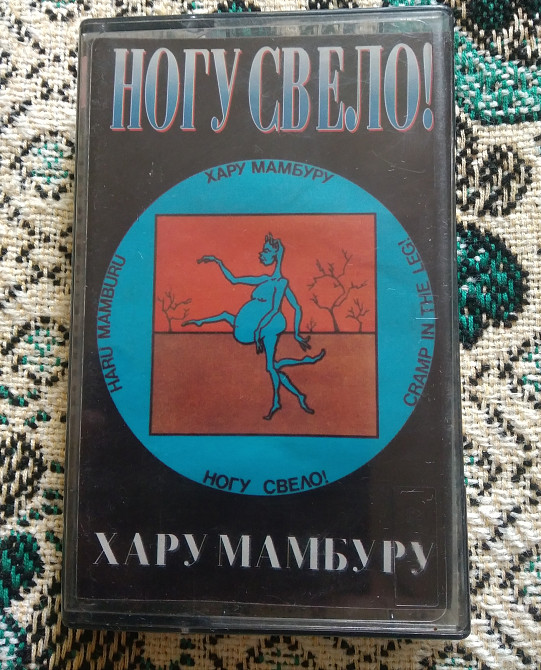 НОГУ СВЕЛО!
ХАРУ МАМБУРУ
HARU MAMBURU
CRAMP IN THE LEG!
НОГУ СВЕЛО!
ХАРУ МАМБУРУ